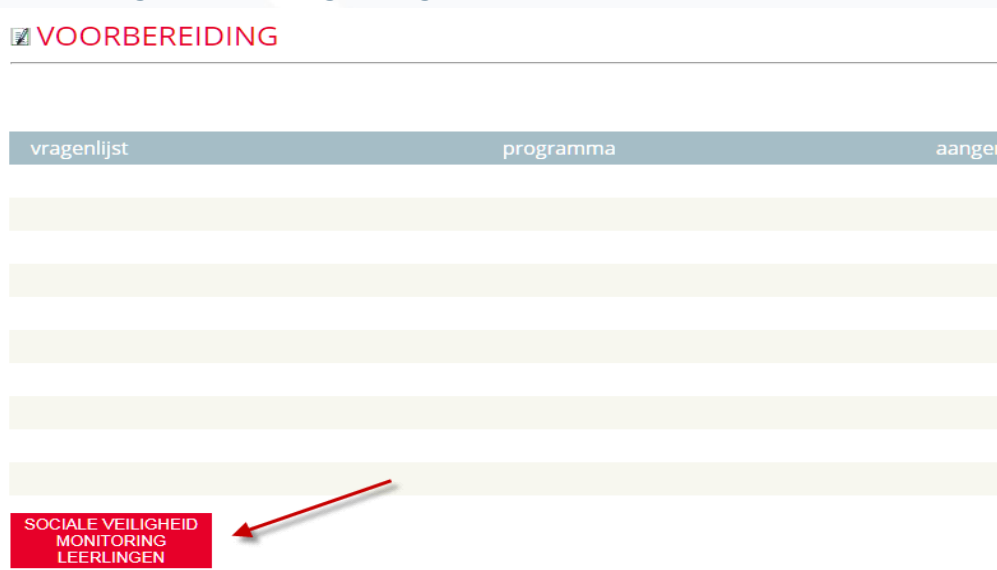 VOORBEREIDING
vragenlijst programma
SOCIALE VEILIGHEID
MONITORING
LEERLINGEN